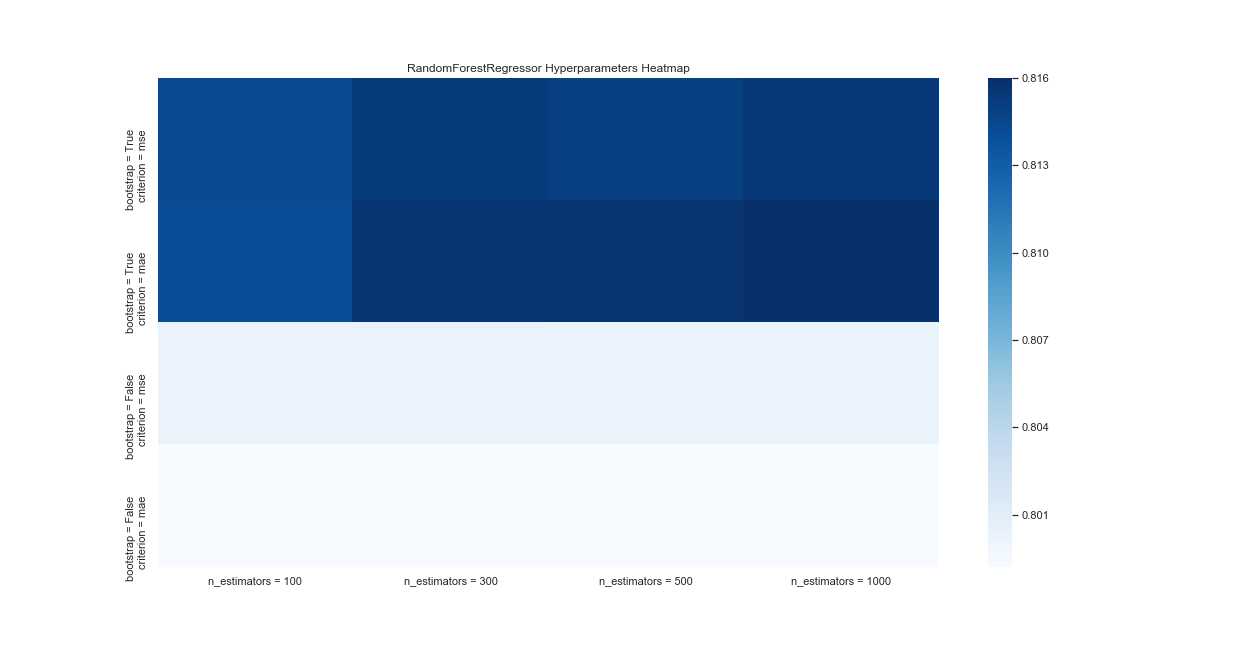 RandomForestRegressor Hyperparameters Heatmap
bootstrap = True
criterion = mse
bootstrap = True
criterion = mae
bootstrap = False
criterion = mse
bootstrap = False
criterion = mae
n_estimators = 100
n_estimators = 300
n_estimators = 500
n_estimators = 1000
0.816
0.813
0.810
0.807
0.804
0.801